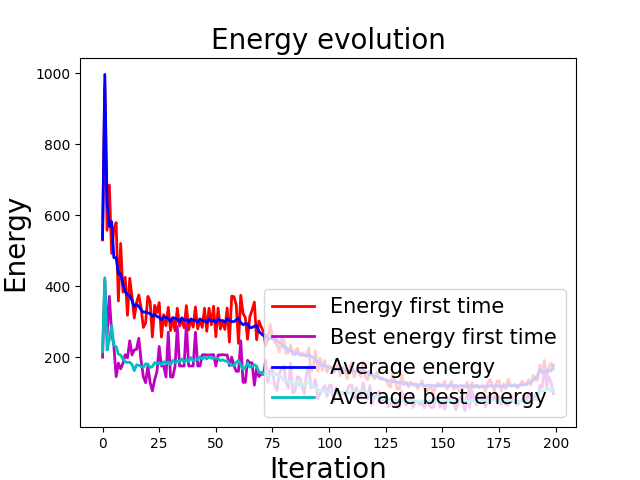 Energy evolution
Energy
1000
800
600
400
200
Energy first time
Best energy first time
Average energy
Average best energy
0 25 50 75 100 125 150 175 200
Iteration